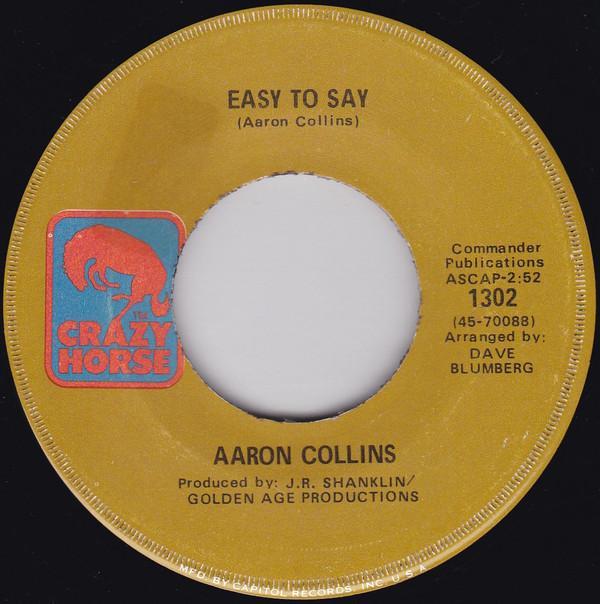 EASY TO SAY
(Aaron Collins)
Commander
Publications
ASCAP-2:52
1302
(45-70088)
Arranged by:
DAVE
BLUMBERG
TM
CRAZY
HORSE
AARON COLLINS
Produced by: J.R. SHANKLIN/
GOLDEN AGE PRODUCTIONS
MFD. BY CAPITOL RECORDS, INC. U.S.A.